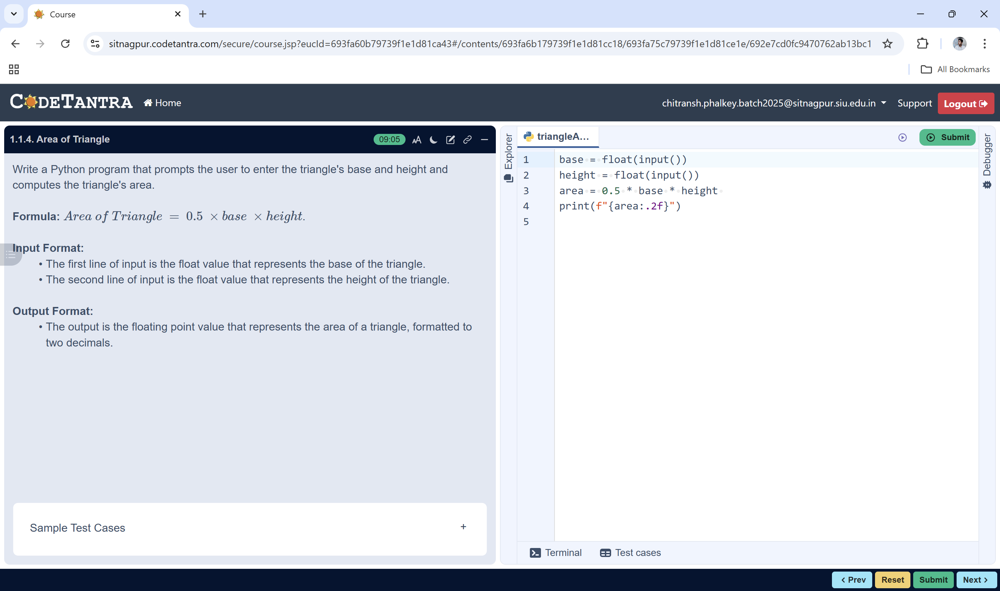 Course
sitnagpur.codetantra.com/secure/course.jsp?eucId=693fa60b79739f1e1d81ca43#/contents/693fa6b179739f1e1d81cc18/693fa75c79739f1e1d81ce1e/692e7cd0fc9470762ab13bc1
All Bookmarks
CODETANTRA Home chitransh.phalkey.batch2025@sitnagpur.siu.edu.in Support Logout
1.1.4. Area of Triangle 09:05
Write a Python program that prompts the user to enter the triangle's base and height and
computes the triangle's area.
Formula: Area of Triangle = 0.5 × base × height.
Input Format:
• The first line of input is the float value that represents the base of the triangle.
• The second line of input is the float value that represents the height of the triangle.
Output Format:
• The output is the floating point value that represents the area of a triangle, formatted to
two decimals.
Sample Test Cases +
Explorer
triangleA... Submit
1 base = float(input())
2 height = float(input())
3 area = 0.5 * base * height
4 print(f"{area:.2f}")
5
Debugger
Terminal Test cases
< Prev Reset Submit Next >